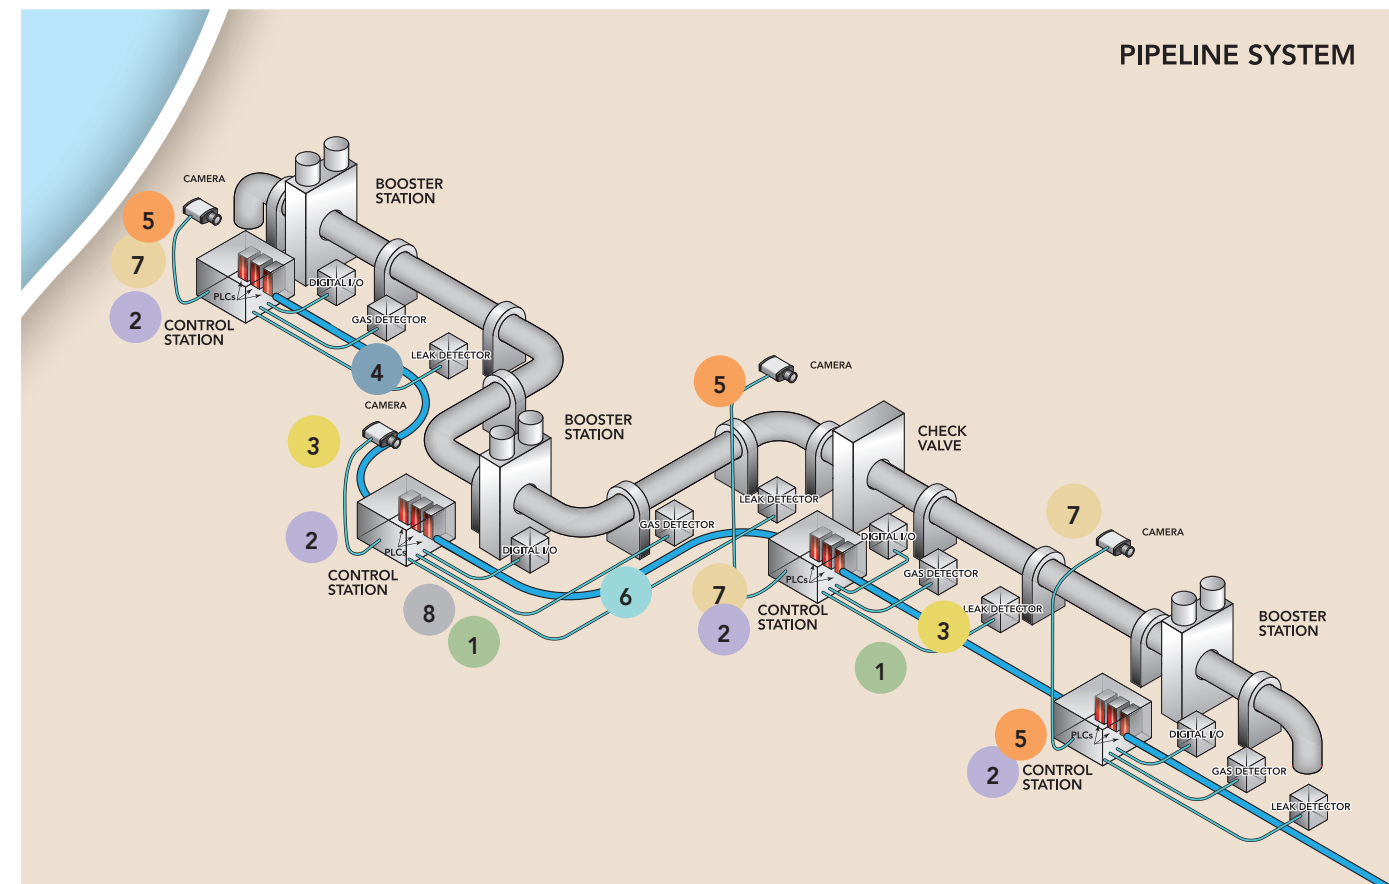 PIPELINE SYSTEM
CAMERA
BOOSTER
STATION
5
7
2
PLCs
DIGITAL I/O
GAS DETECTOR
LEAK DETECTOR
CONTROL
STATION
4
CAMERA
3
BOOSTER
STATION
2
PLCs
DIGITAL I/O
GAS DETECTOR
LEAK DETECTOR
CONTROL
STATION
8
1
6
5
CAMERA
CHECK
VALVE
PLCs
DIGITAL I/O
GAS DETECTOR
LEAK DETECTOR
7
2
CONTROL
STATION
3
1
7
CAMERA
BOOSTER
STATION
PLCs
DIGITAL I/O
GAS DETECTOR
LEAK DETECTOR
5
2
CONTROL
STATION